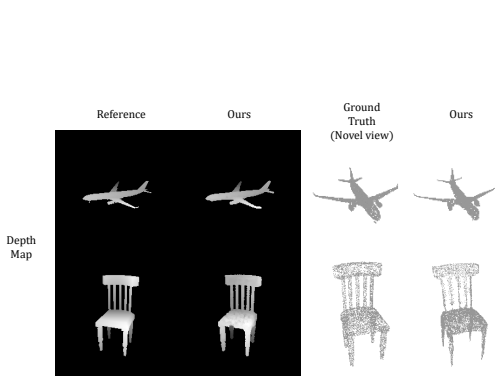 Reference
Ours
Ground
Truth
(Novel view)
Ours
Depth
Map